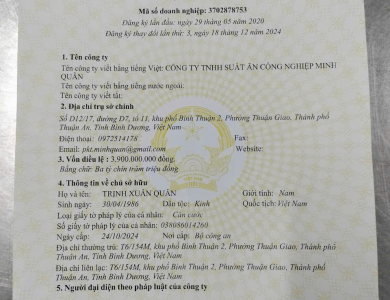 Mã số doanh nghiệp: 3702878753
Đăng ký lần đầu: ngày 29 tháng 05 năm 2020
Đăng ký thay đổi lần thứ: 3, ngày 18 tháng 12 năm 2024
1. Tên công ty
Tên công ty viết bằng tiếng Việt: CÔNG TY TNHH SUẤT ĂN CÔNG NGHIỆP MINH
QUÂN
Tên công ty viết bằng tiếng nước ngoài:
Tên công ty viết tắt:
2. Địa chỉ trụ sở chính
Số D12/17, đường D7, tổ 11, khu phố Bình Thuận 2, Phường Thuận Giao, Thành phố
Thuận An, Tỉnh Bình Dương, Việt Nam
Điện thoại: 0972514178 Fax:
Email: pkt.minhquan@gmail.com Website:
3. Vốn điều lệ : 3.900.000.000 đồng.
Bằng chữ: Ba tỷ chín trăm triệu đồng
4. Thông tin về chủ sở hữu
Họ và tên: TRỊNH XUÂN QUÂN Giới tính: Nam
Sinh ngày: 30/04/1986 Dân tộc: Kinh Quốc tịch: Việt Nam
Loại giấy tờ pháp lý của cá nhân: Căn cước
Số giấy tờ pháp lý của cá nhân: 038086014260
Ngày cấp: 24/10/2024 Nơi cấp: Bộ công an
Địa chỉ thường trú: T6/154M, khu phố Bình Thuận 2, Phường Thuận Giao, Thành phố
Thuận An, Tỉnh Bình Dương, Việt Nam
Địa chỉ liên lạc: T6/154M, khu phố Bình Thuận 2, Phường Thuận Giao, Thành phố
Thuận An, Tỉnh Bình Dương, Việt Nam
5. Người đại diện theo pháp luật của công ty